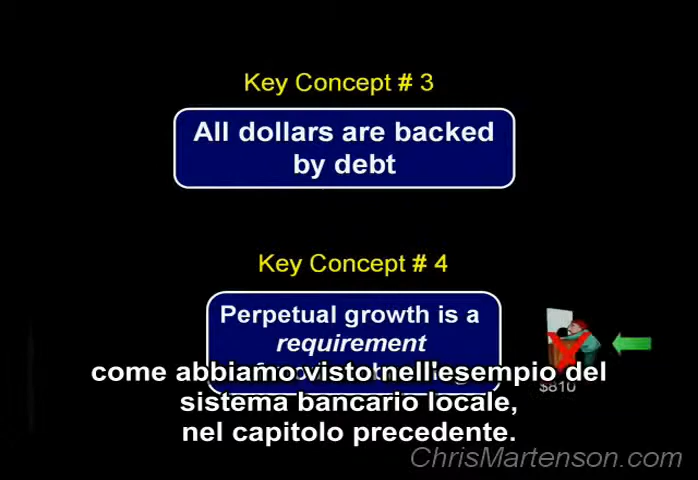 Key Concept # 3
All dollars are backed
by debt
Key Concept # 4
Perpetual growth is a
requirement
come abbiamo visto nell'esempio del
sistema bancario locale,
nel capitolo precedente.
$810
ChrisMartenson.com